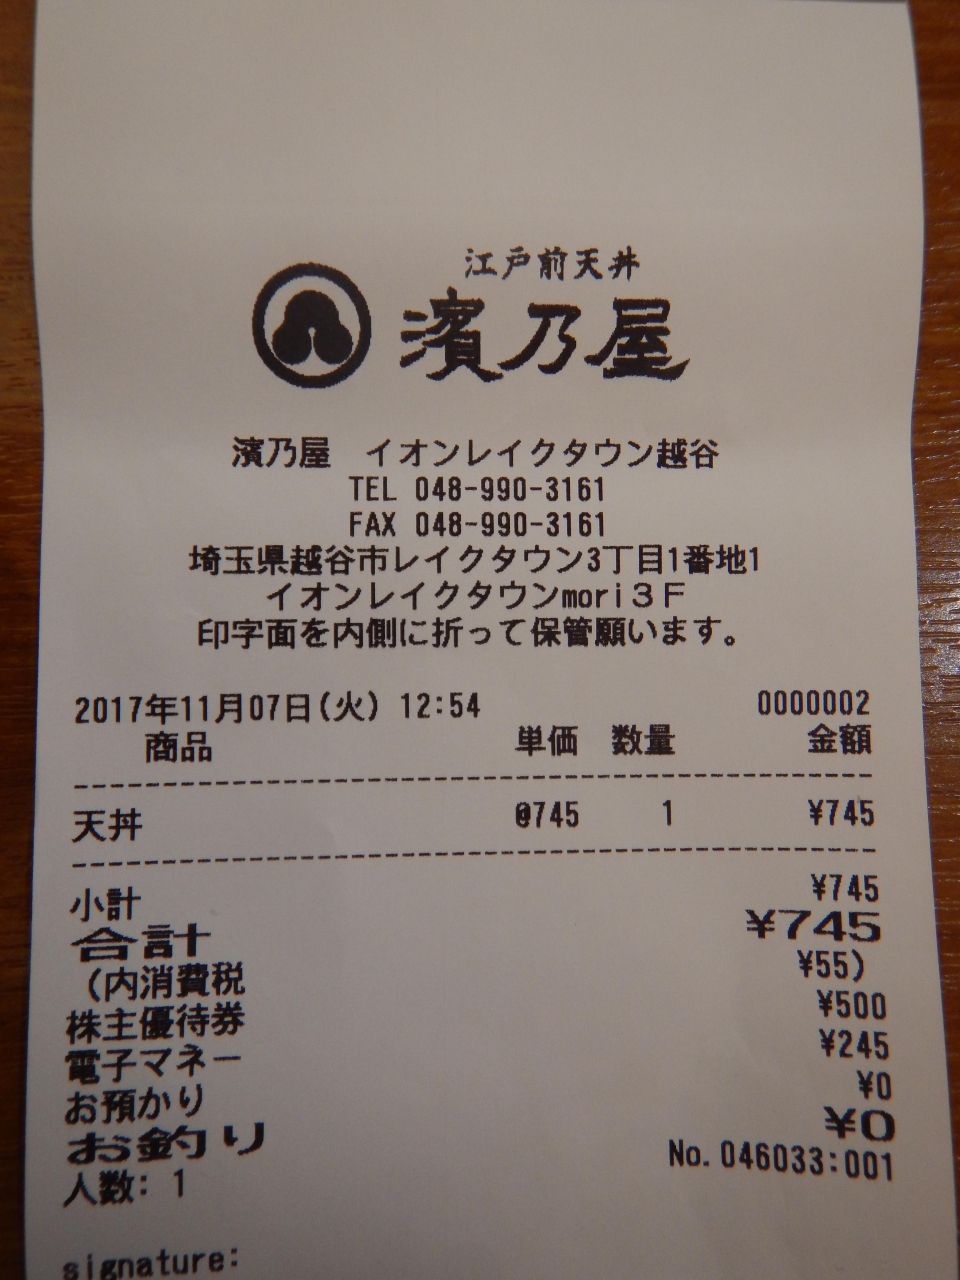 江戸前天丼
濱乃屋
濱乃屋　イオンレイクタウン越谷
TEL 048-990-3161
FAX 048-990-3161
埼玉県越谷市レイクタウン3丁目1番地1
イオンレイクタウンmori３Ｆ
印字面を内側に折って保管願います。
2017年11月07日(火) 12:54 0000002
商品 単価 数量 金額
天丼 @745 1 ¥745
小計 ¥745
合計 ¥745
(内消費税 ¥55)
株主優待券 ¥500
電子マネー ¥245
お預かり ¥0
お釣り ¥0
人数: 1 No.046033:001
signature: